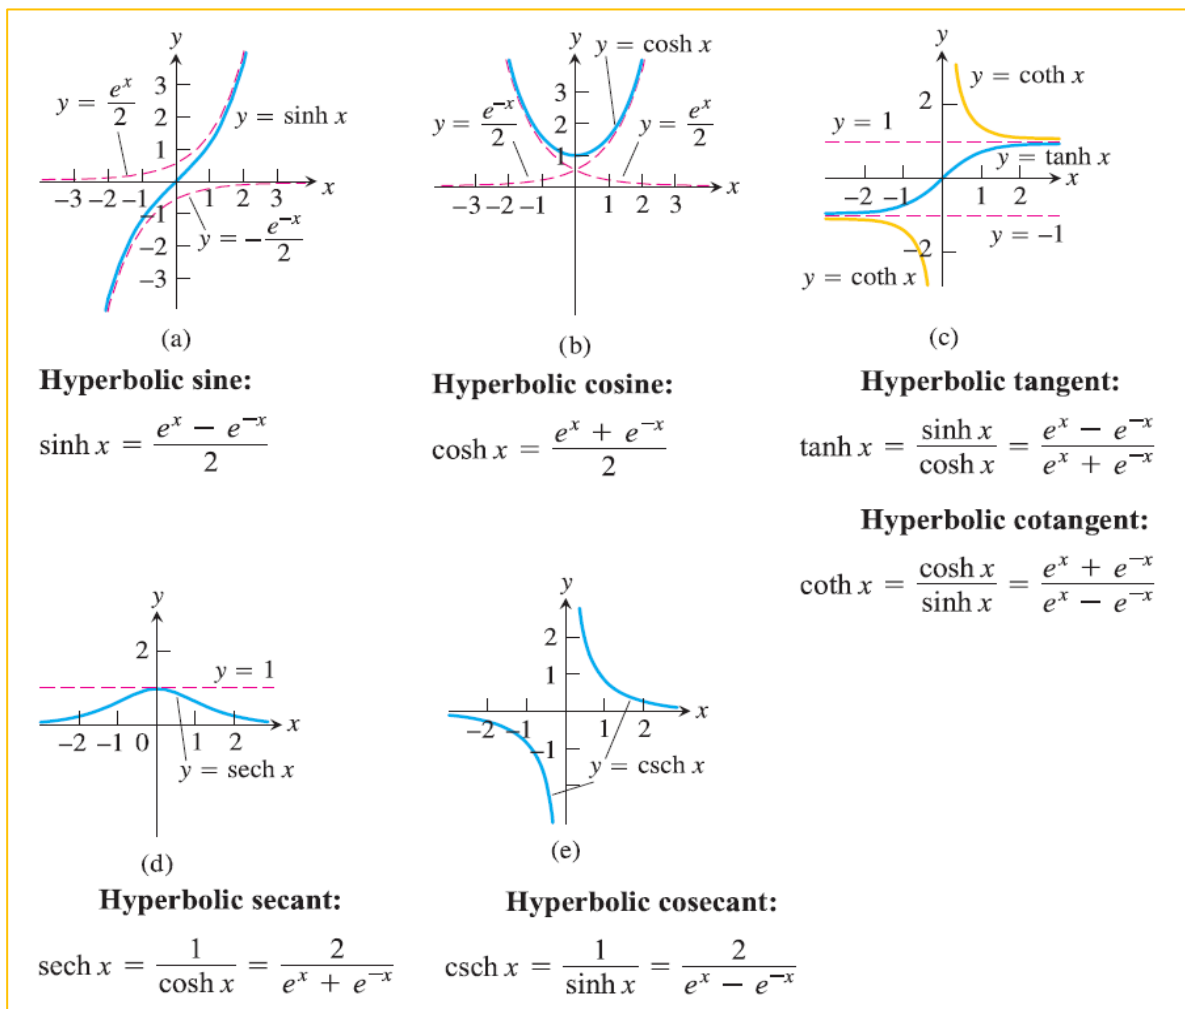 y
3
2
1
-3 -2 -1
1 2 3
x
-1
-2
-3
y = e^x/2
y = sinh x
y = -e^-x/2
(a)
Hyperbolic sine:
sinh x = (e^x − e^-x)/2
y
y = cosh x
3
2
1
y = e^-x/2
y = e^x/2
x
-3 -2 -1
1 2 3
(b)
Hyperbolic cosine:
cosh x = (e^x + e^-x)/2
y
y = coth x
2
y = 1
y = tanh x
x
-2 -1
1 2
-2
y = -1
y = coth x
(c)
Hyperbolic tangent:
tanh x = sinh x/cosh x = (e^x − e^-x)/(e^x + e^-x)
Hyperbolic cotangent:
coth x = cosh x/sinh x = (e^x + e^-x)/(e^x − e^-x)
y
2
y = 1
x
-2 -1 0
1 2
y = sech x
(d)
Hyperbolic secant:
sech x = 1/cosh x = 2/(e^x + e^-x)
y
2
1
x
-2 -1
1 2
-1
y = csch x
(e)
Hyperbolic cosecant:
csch x = 1/sinh x = 2/(e^x − e^-x)